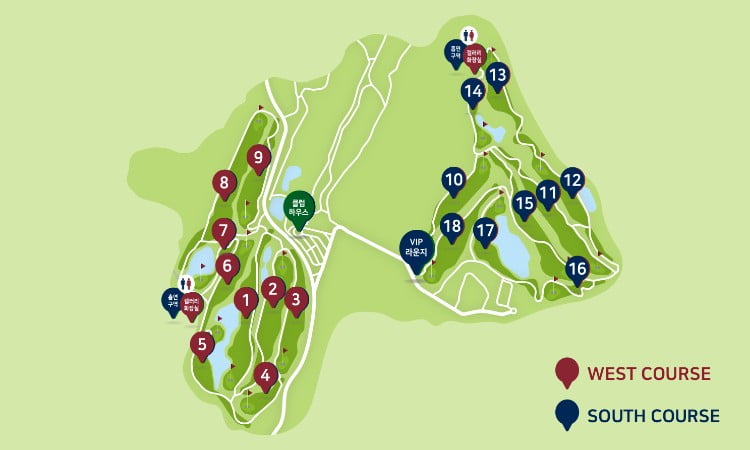 흡연
구역
갤러리
화장실
13
14
9
8
10
12
11
15
클럽
하우스
18
17
7
VIP
라운지
6
16
2
1
3
흡연
구역
갤러리
화장실
5
4
WEST COURSE
SOUTH COURSE